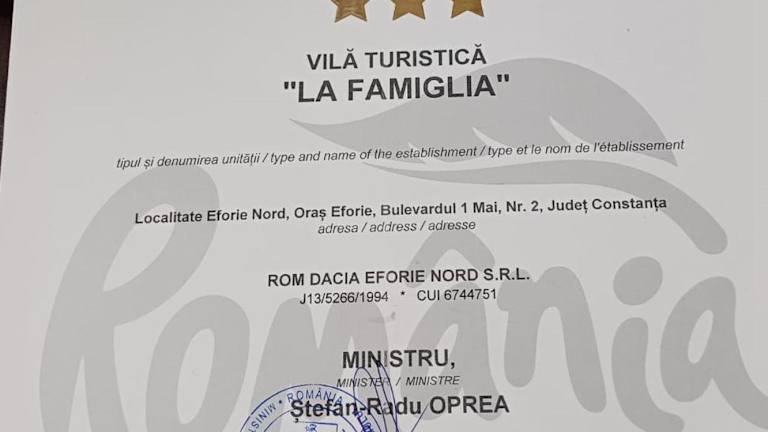 VILĂ TURISTICĂ
"LA FAMIGLIA"
tipul și denumirea unității / type and name of the establishment / type et le nom de l'établissement
Localitate Eforie Nord, Oraș Eforie, Bulevardul 1 Mai, Nr. 2, Județ Constanța
adresa / address / adresse
ROM DACIA EFORIE NORD S.R.L.
J13/5266/1994 * CUI 6744751
MINISTRU,
MINISTER / MINISTRE
Ștefan-Radu OPREA
ROMÂNIA
România